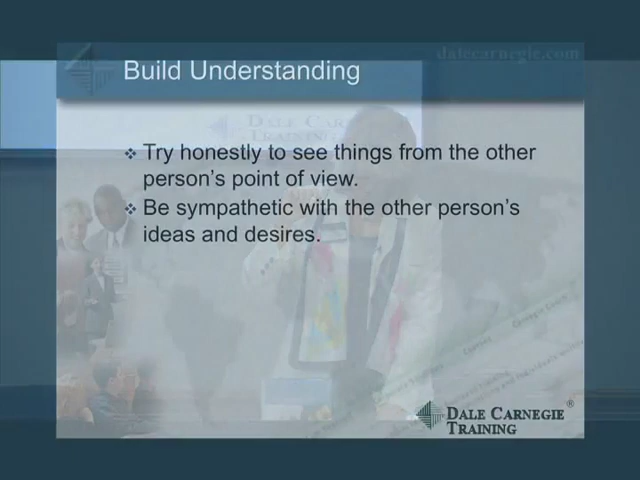 dalecarnegie.com
Build Understanding
DALE CARNEGIE
TRAINING
❖ Try honestly to see things from the other
person's point of view.
❖ Be sympathetic with the other person's
ideas and desires.
DALE CARNEGIE®
TRAINING